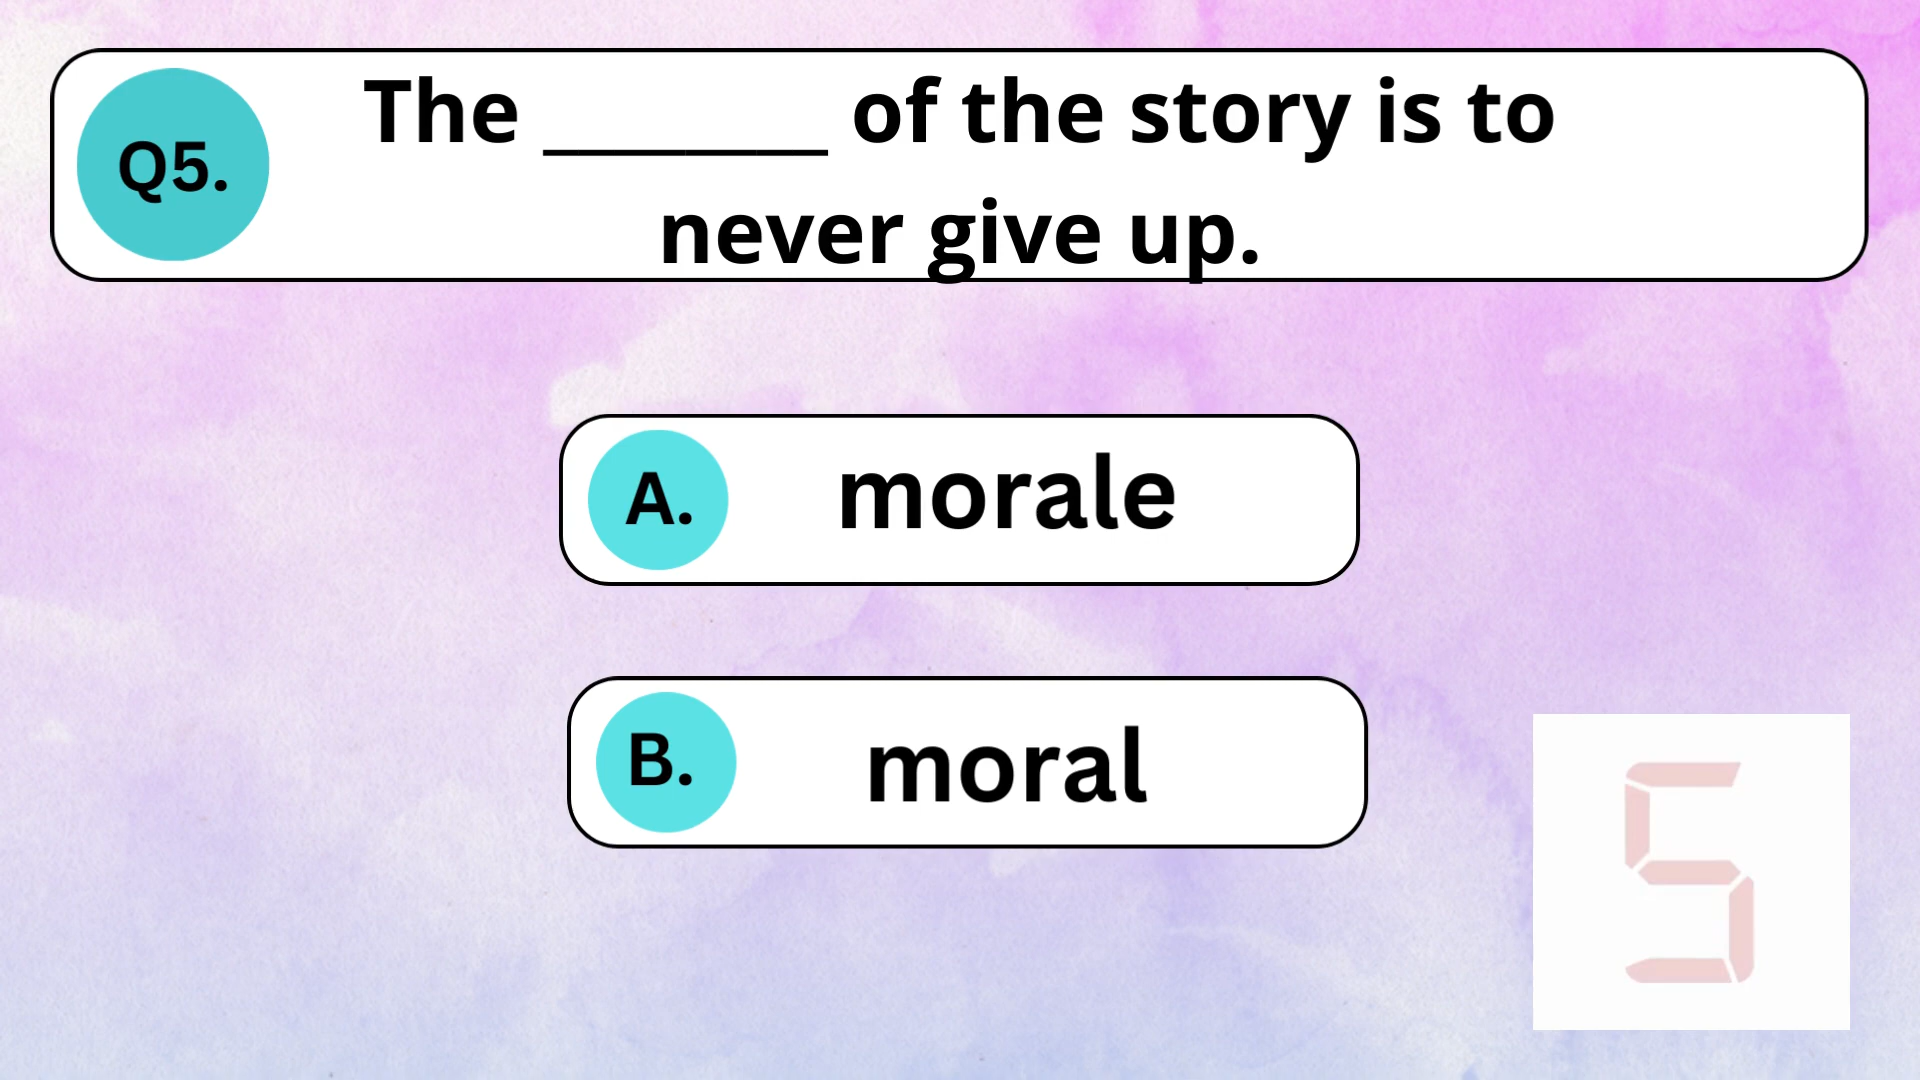 Q5.
The ________ of the story is to
never give up.
A.
morale
B.
moral
5